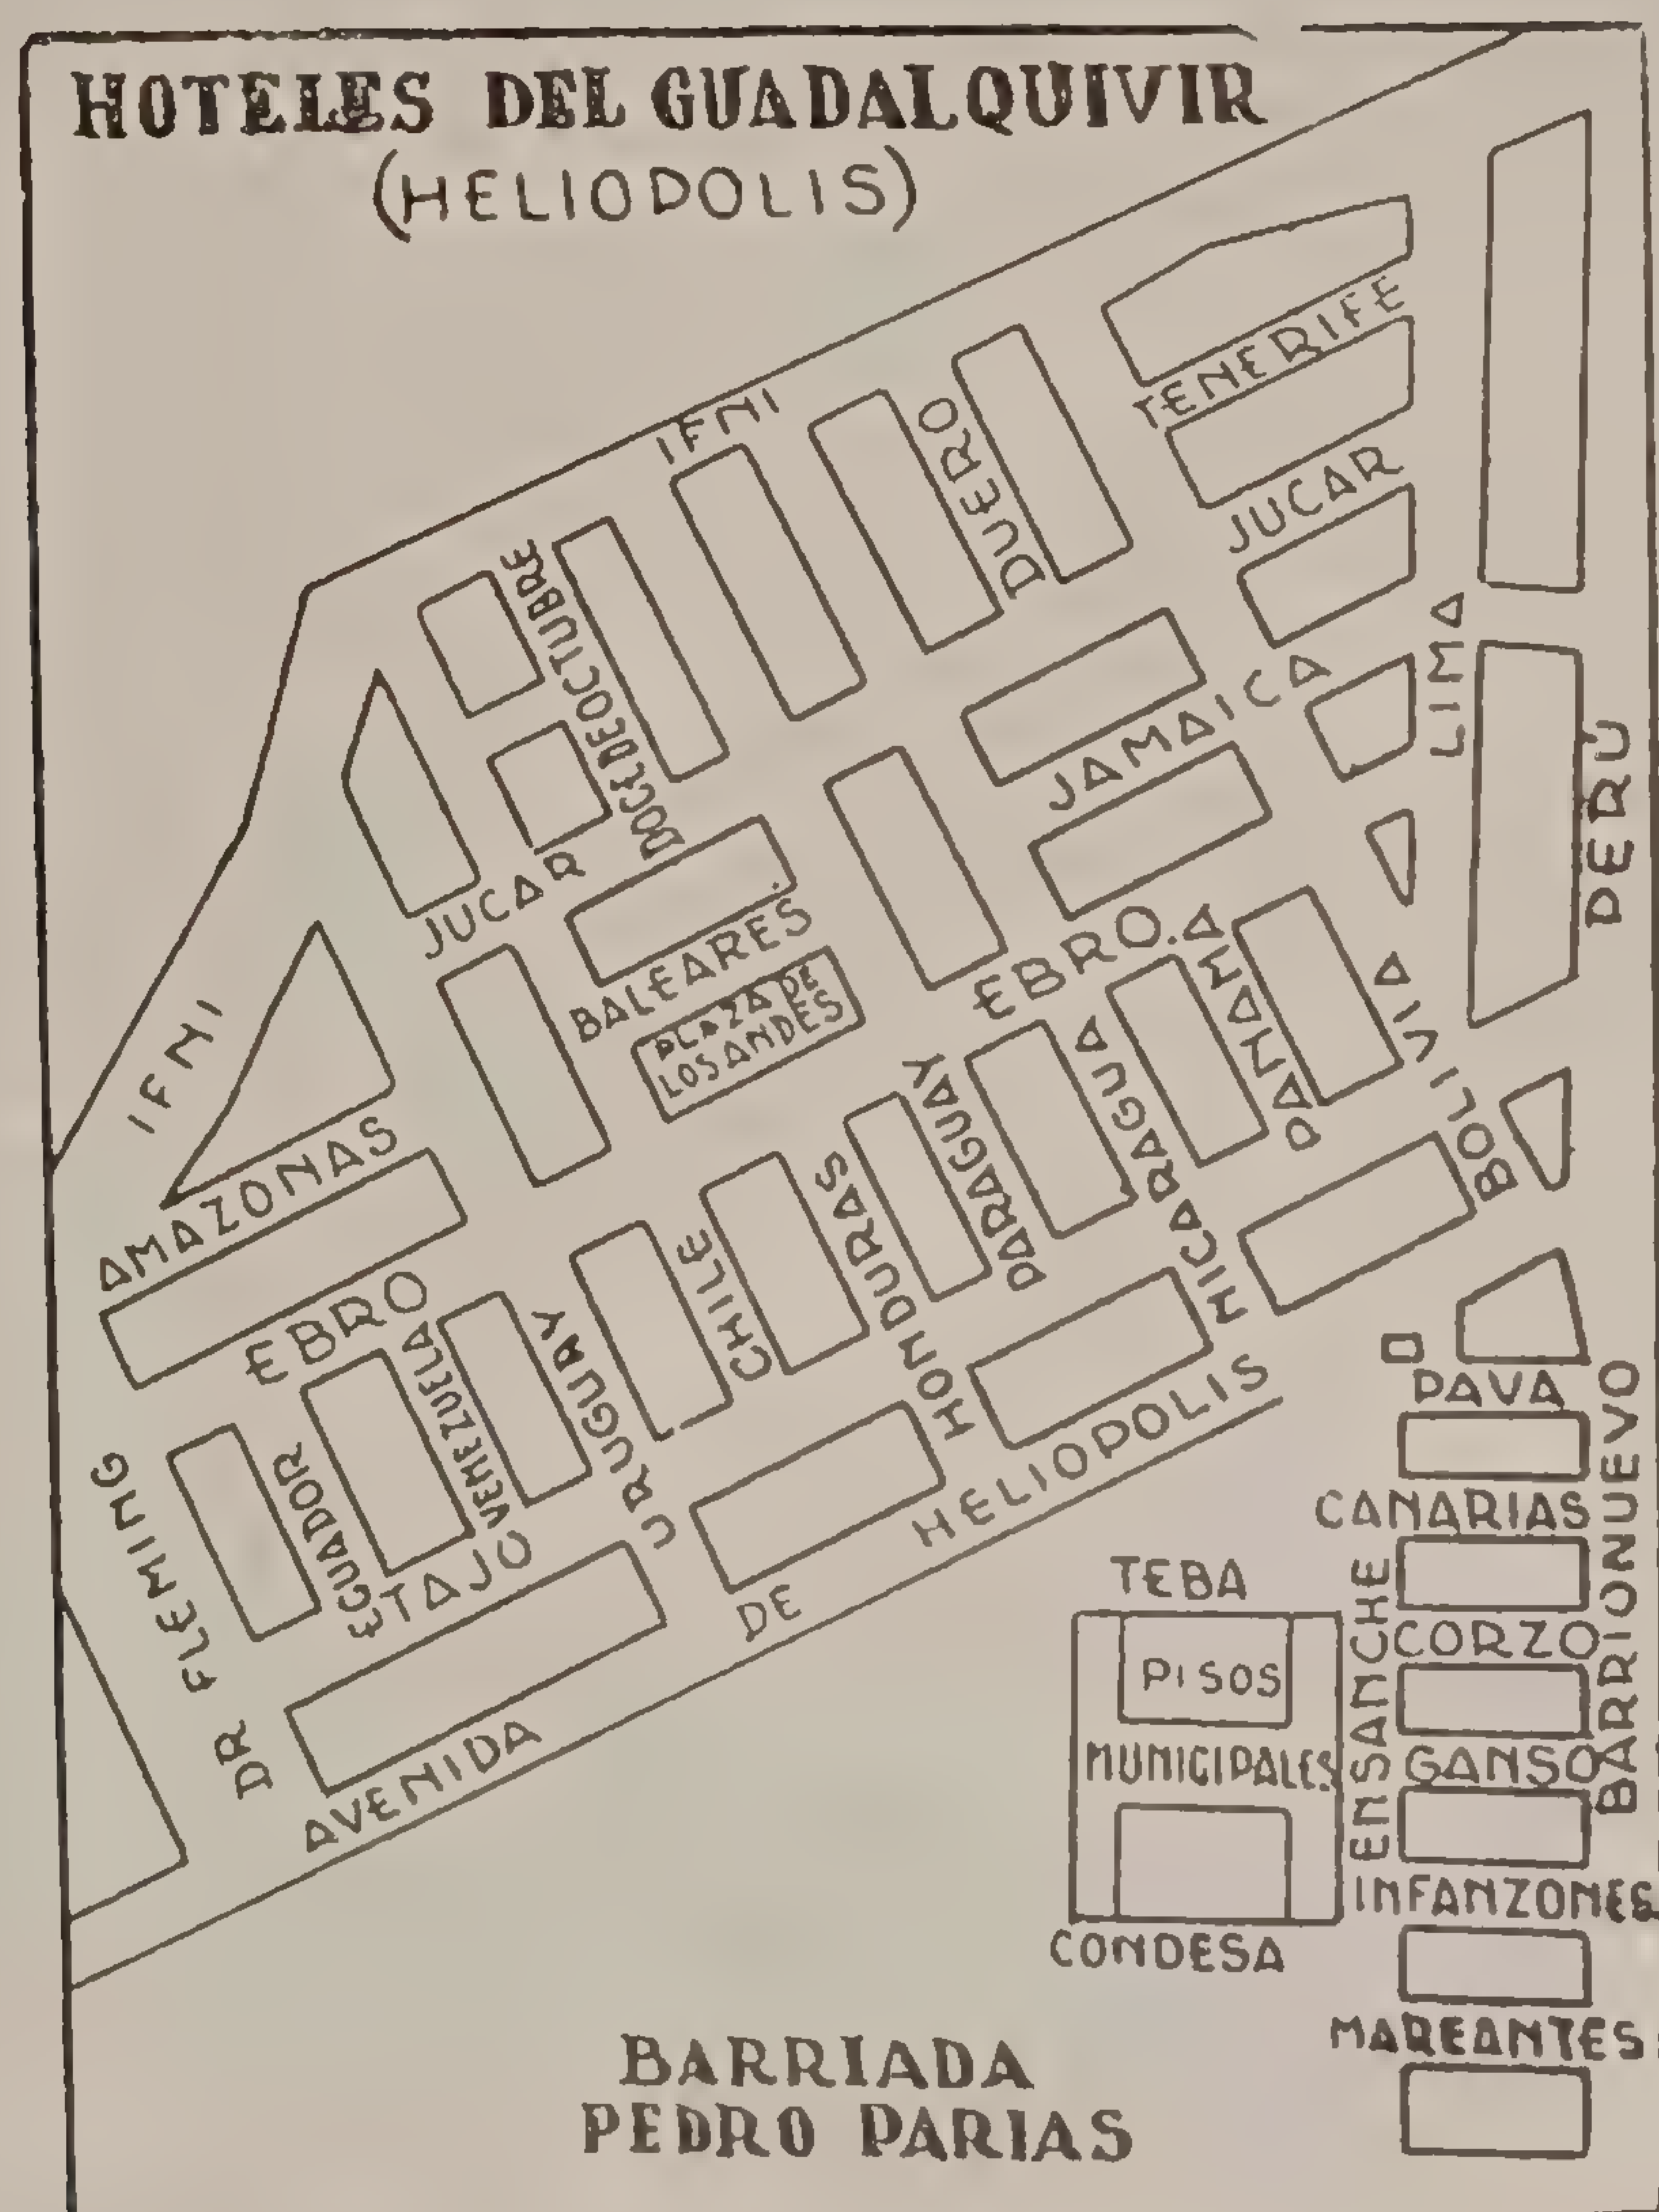 HOTELES DEL GUADALQUIVIR
(HELIOPOLIS)
TENERIFE
IFNI
DUERO
JUCAR
DOCE DE OCTUBRE
LIMA
JAMAICA
PERU
JUCAR
BALEARES
EBRO.
PANAMA
PLAZA DE
LOS ANDES
BOLIVIA
IFNI
PARAGUAY
NICARAGUA
AMAZONAS
HONDURAS
CHILE
EBRO
VENEZUELA
URUGUAY
PAVA
BARRIONUEVO
DR FLEMING
ECUADOR
TAJO
AVENIDA DE HELIOPOLIS
CANARIAS
TEBA
ENSANCHE
CORZO
PISOS
MUNICIPALES
GANSO
INFANZONES
CONDESA
MAREANTES
BARRIADA
PEDRO PARIAS